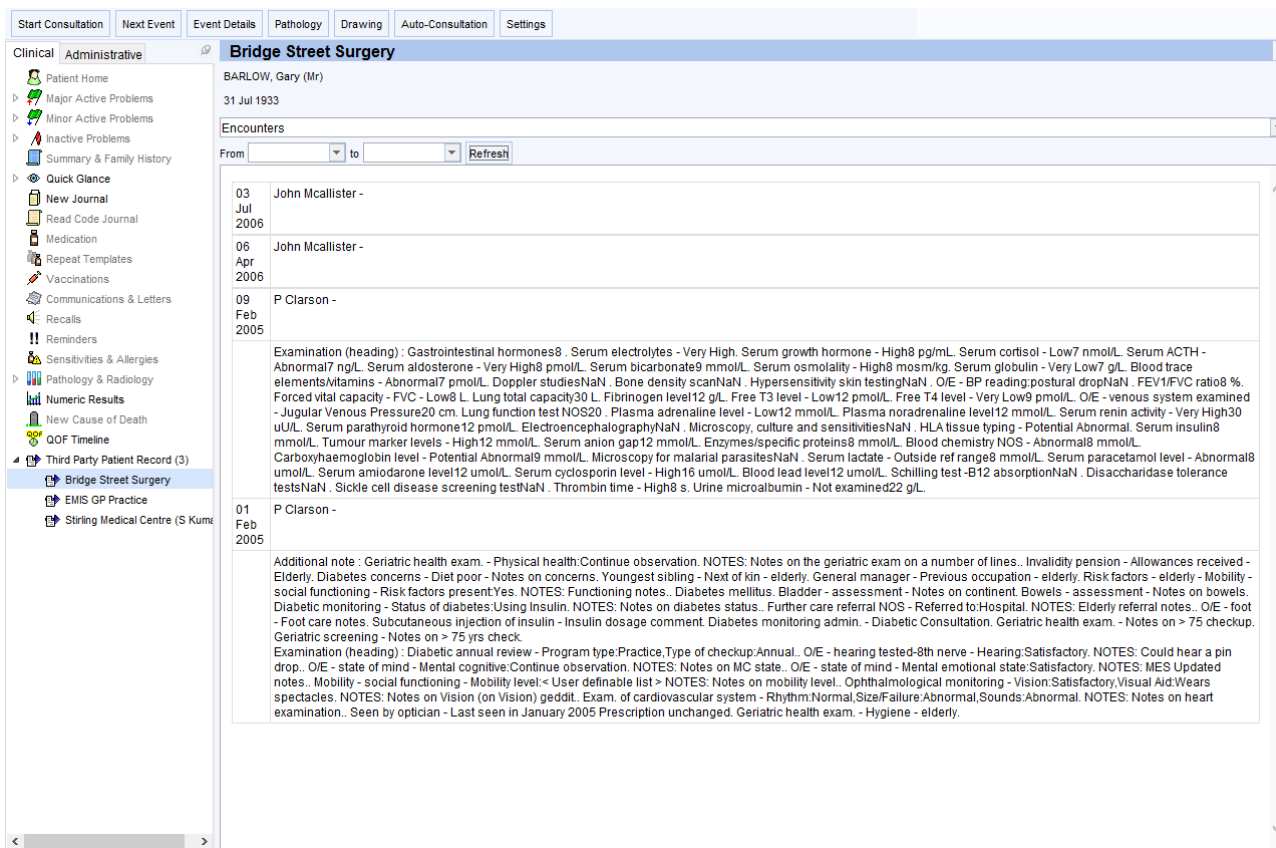 Start Consultation
Next Event
Event Details
Pathology
Drawing
Auto-Consultation
Settings
Clinical
Administrative
Patient Home
Major Active Problems
Minor Active Problems
Inactive Problems
Summary & Family History
Quick Glance
New Journal
Read Code Journal
Medication
Repeat Templates
Vaccinations
Communications & Letters
Recalls
Reminders
Sensitivities & Allergies
Pathology & Radiology
Numeric Results
New Cause of Death
QOF Timeline
Third Party Patient Record (3)
Bridge Street Surgery
EMIS GP Practice
Stirling Medical Centre (S Kuma
Bridge Street Surgery
BARLOW, Gary (Mr)
31 Jul 1933
Encounters
From to Refresh
03 John Mcallister -
Jul
2006
06 John Mcallister -
Apr
2006
09 P Clarson -
Feb
2005
Examination (heading) : Gastrointestinal hormones8 . Serum electrolytes - Very High. Serum growth hormone - High8 pg/mL. Serum cortisol - Low7 nmol/L. Serum ACTH -
Abnormal7 ng/L. Serum aldosterone - Very High8 pmol/L. Serum bicarbonate9 mmol/L. Serum osmolality - High8 mosm/kg. Serum globulin - Very Low7 g/L. Blood trace
elements/vitamins - Abnormal7 pmol/L. Doppler studiesNaN . Bone density scanNaN . Hypersensitivity skin testingNaN . O/E - BP reading:postural dropNaN . FEV1/FVC ratio8 %.
Forced vital capacity - FVC - Low8 L. Lung total capacity30 L. Fibrinogen level12 g/L. Free T3 level - Low12 pmol/L. Free T4 level - Very Low9 pmol/L. O/E - venous system examined
- Jugular Venous Pressure20 cm. Lung function test NOS20 . Plasma adrenaline level - Low12 mmol/L. Plasma noradrenaline level12 mmol/L. Serum renin activity - Very High30
uU/L. Serum parathyroid hormone12 pmol/L. ElectroencephalographyNaN . Microscopy, culture and sensitivitiesNaN . HLA tissue typing - Potential Abnormal. Serum insulin8
mmol/L. Tumour marker levels - High12 mmol/L. Serum anion gap12 mmol/L. Enzymes/specific proteins8 mmol/L. Blood chemistry NOS - Abnormal8 mmol/L.
Carboxyhaemoglobin level - Potential Abnormal9 mmol/L. Microscopy for malarial parasitesNaN . Serum lactate - Outside ref range8 mmol/L. Serum paracetamol level - Abnormal8
umol/L. Serum amiodarone level12 umol/L. Serum cyclosporin level - High16 umol/L. Blood lead level12 umol/L. Schilling test -B12 absorptionNaN . Disaccharidase tolerance
testsNaN . Sickle cell disease screening testNaN . Thrombin time - High8 s. Urine microalbumin - Not examined22 g/L.
01 P Clarson -
Feb
2005
Additional note : Geriatric health exam. - Physical health:Continue observation. NOTES: Notes on the geriatric exam on a number of lines.. Invalidity pension - Allowances received -
Elderly. Diabetes concerns - Diet poor - Notes on concerns. Youngest sibling - Next of kin - elderly. General manager - Previous occupation - elderly. Risk factors - elderly - Mobility -
social functioning - Risk factors present:Yes. NOTES: Functioning notes.. Diabetes mellitus. Bladder - assessment - Notes on continent. Bowels - assessment - Notes on bowels.
Diabetic monitoring - Status of diabetes:Using Insulin. NOTES: Notes on diabetes status.. Further care referral NOS - Referred to:Hospital. NOTES: Elderly referral notes.. O/E - foot
- Foot care notes. Subcutaneous injection of insulin - Insulin dosage comment. Diabetes monitoring admin. - Diabetic Consultation. Geriatric health exam. - Notes on > 75 checkup.
Geriatric screening - Notes on > 75 yrs check.
Examination (heading) : Diabetic annual review - Program type:Practice,Type of checkup:Annual.. O/E - hearing tested-8th nerve - Hearing:Satisfactory. NOTES: Could hear a pin
drop.. O/E - state of mind - Mental cognitive:Continue observation. NOTES: Notes on MC state.. O/E - state of mind - Mental emotional state:Satisfactory. NOTES: MES Updated
notes.. Mobility - social functioning - Mobility level:< User definable list > NOTES: Notes on mobility level.. Ophthalmological monitoring - Vision:Satisfactory,Visual Aid:Wears
spectacles. NOTES: Notes on Vision (on Vision) geddit.. Exam. of cardiovascular system - Rhythm:Normal,Size/Failure:Abnormal,Sounds:Abnormal. NOTES: Notes on heart
examination.. Seen by optician - Last seen in January 2005 Prescription unchanged. Geriatric health exam. - Hygiene - elderly.